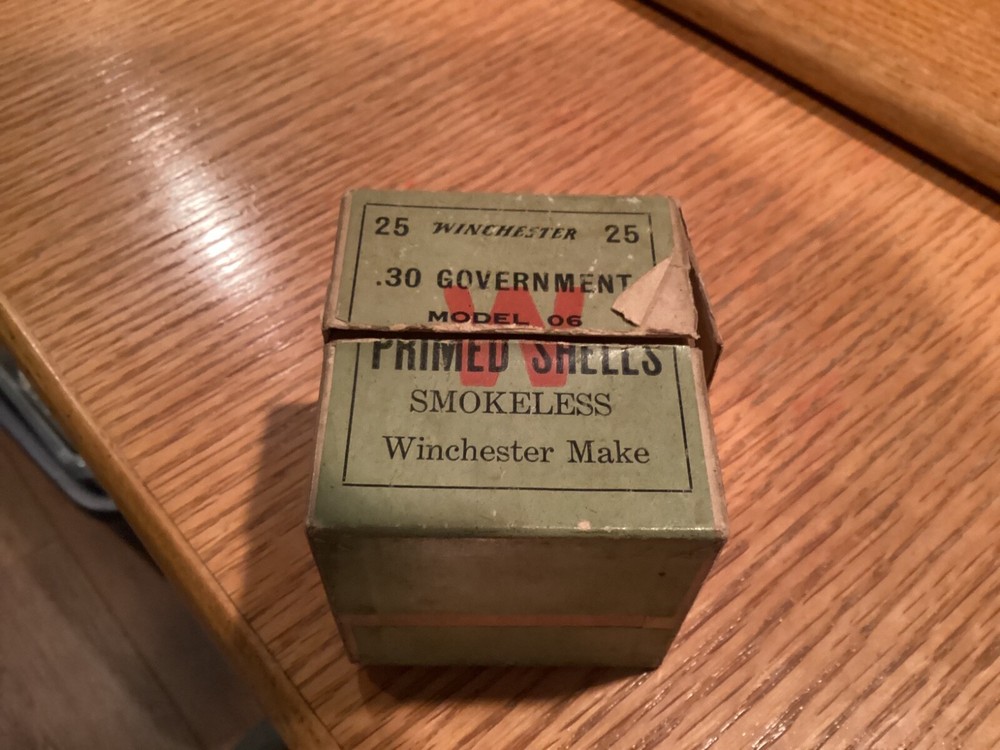 25 WINCHESTER 25
.30 GOVERNMENT
MODEL 06
W
PRIMED SHELLS
SMOKELESS
Winchester Make